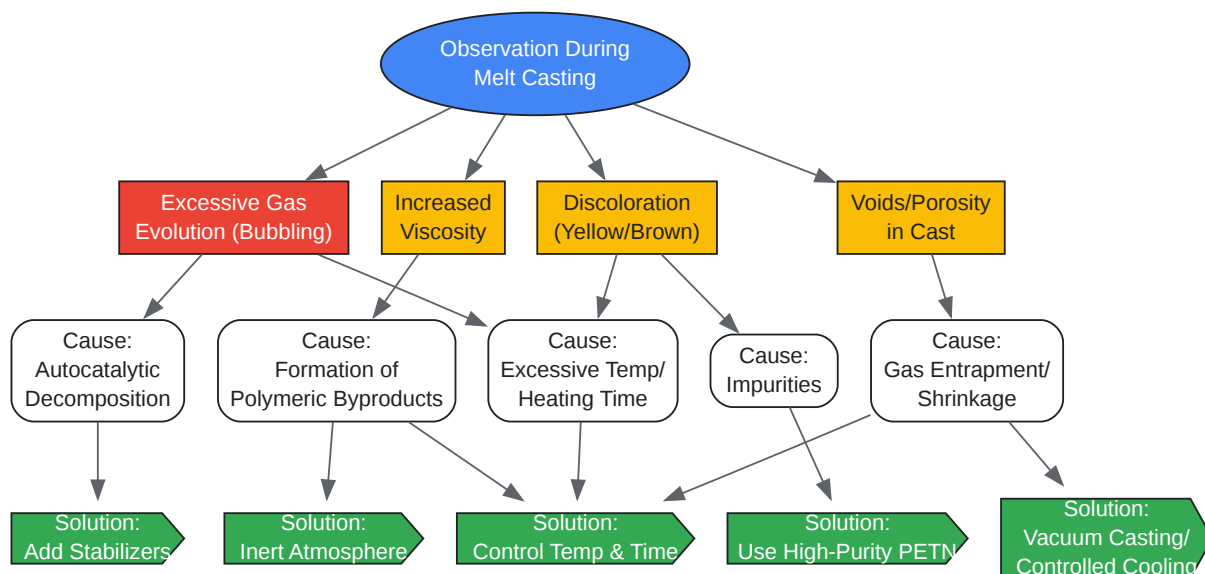 Observation During
Melt Casting
Excessive Gas
Evolution (Bubbling)
Increased
Viscosity
Discoloration
(Yellow/Brown)
Voids/Porosity
in Cast
Cause:
Autocatalytic
Decomposition
Cause:
Formation of
Polymeric Byproducts
Cause:
Excessive Temp/
Heating Time
Cause:
Impurities
Cause:
Gas Entrapment/
Shrinkage
Solution:
Add Stabilizers
Solution:
Inert Atmosphere
Solution:
Control Temp & Time
Solution:
Use High-Purity PETN
Solution:
Vacuum Casting/
Controlled Cooling